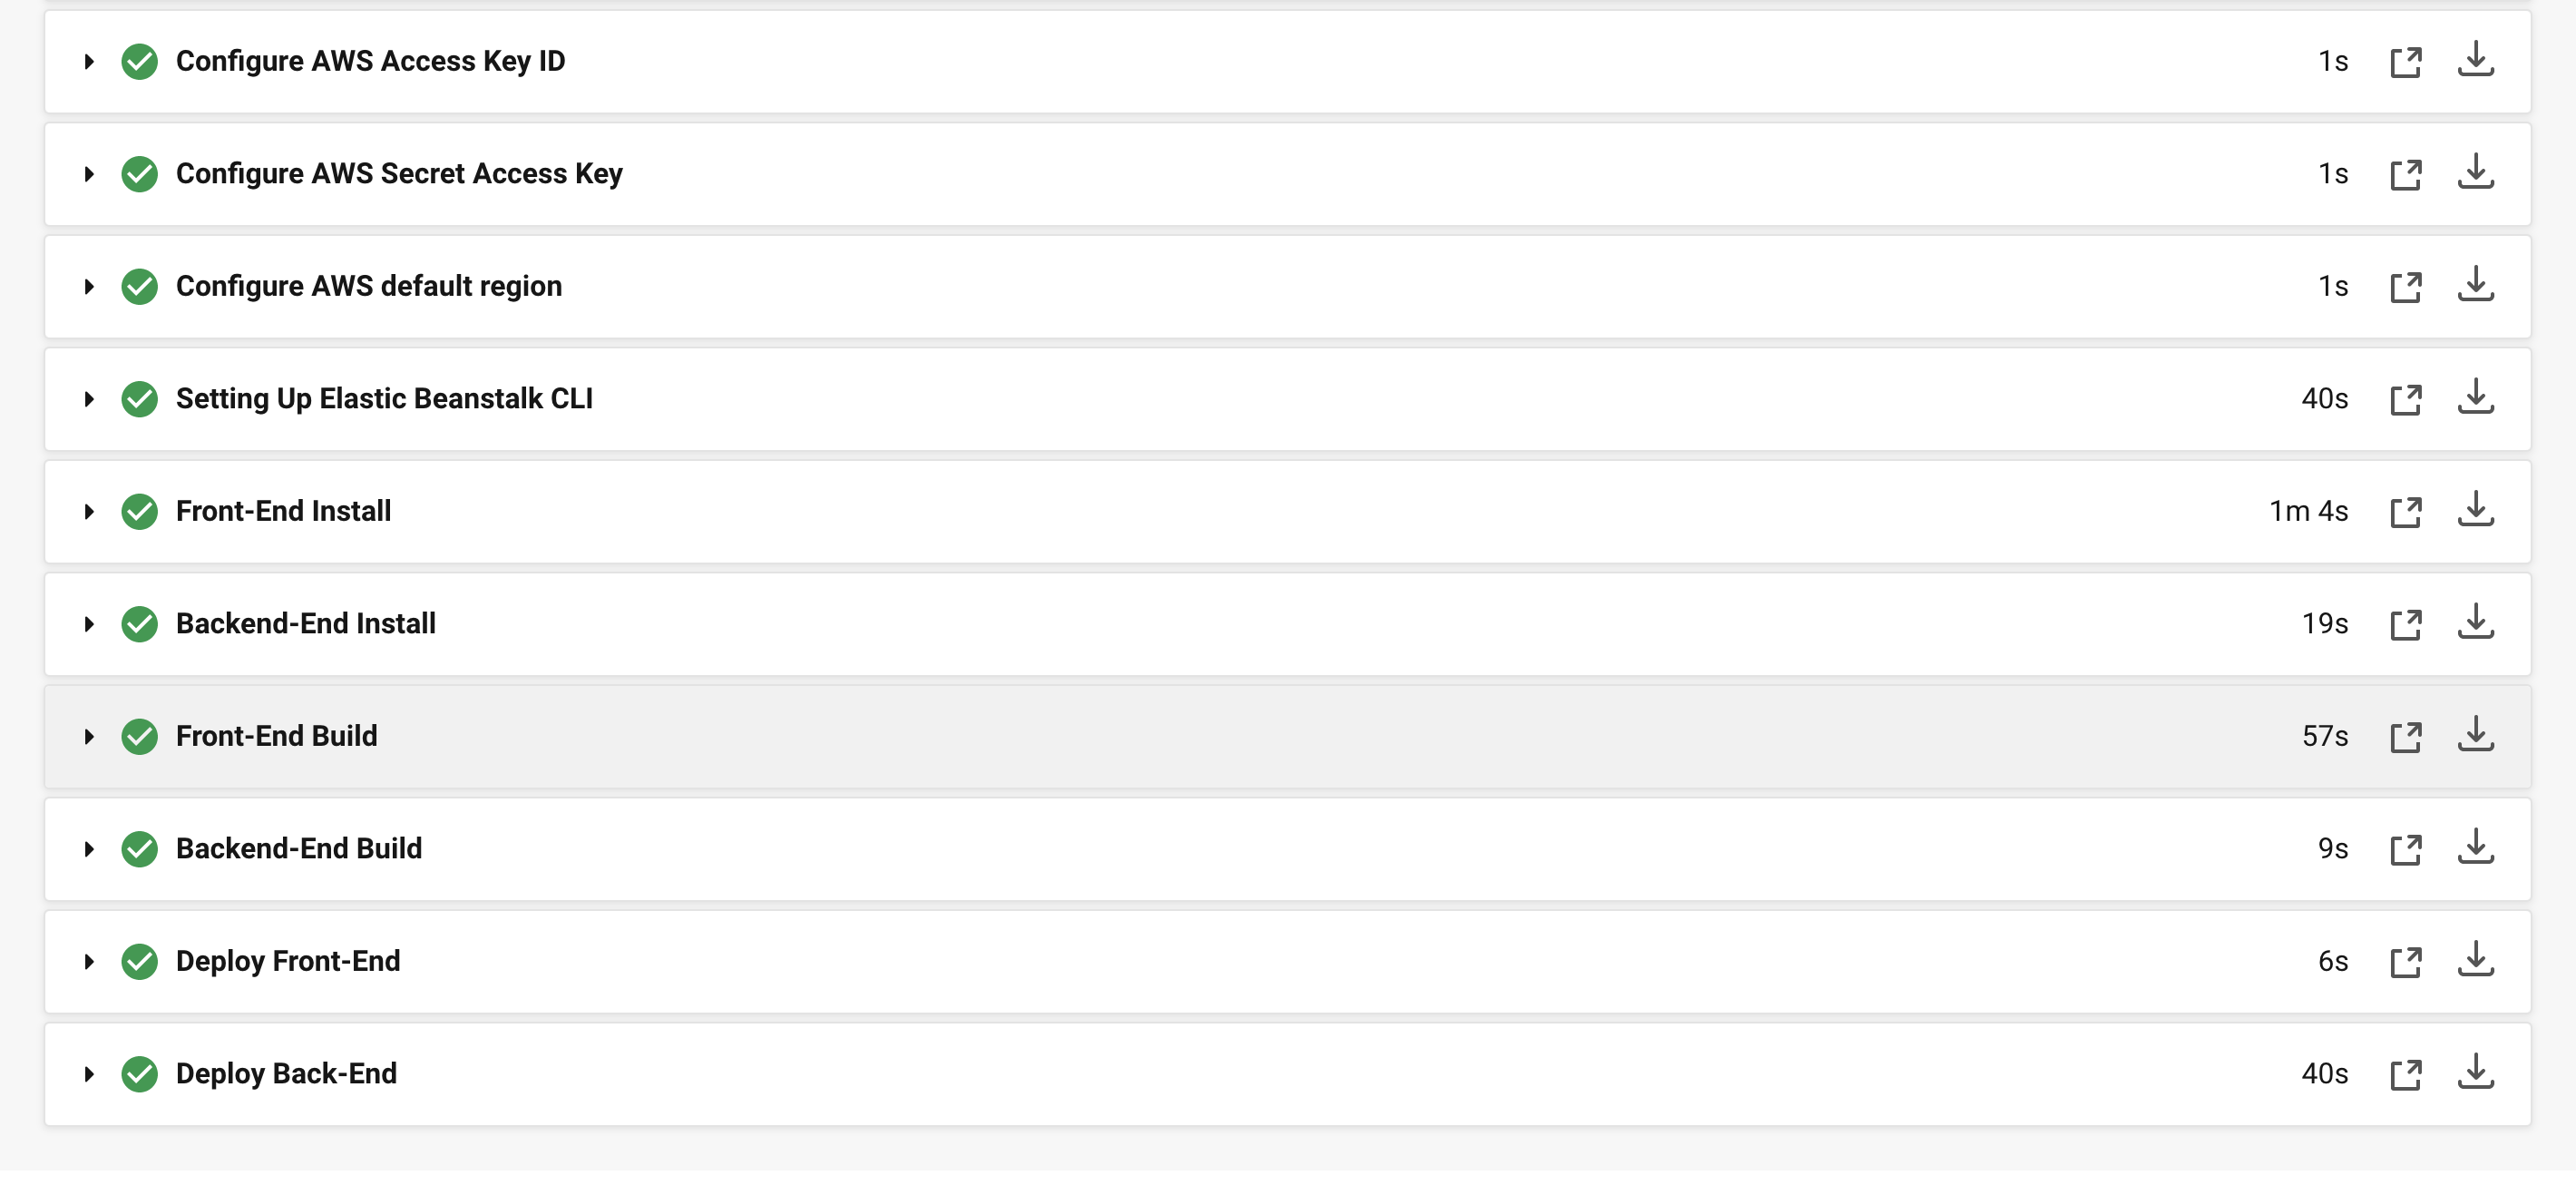 Configure AWS Access Key ID 1s
Configure AWS Secret Access Key 1s
Configure AWS default region 1s
Setting Up Elastic Beanstalk CLI 40s
Front-End Install 1m 4s
Backend-End Install 19s
Front-End Build 57s
Backend-End Build 9s
Deploy Front-End 6s
Deploy Back-End 40s